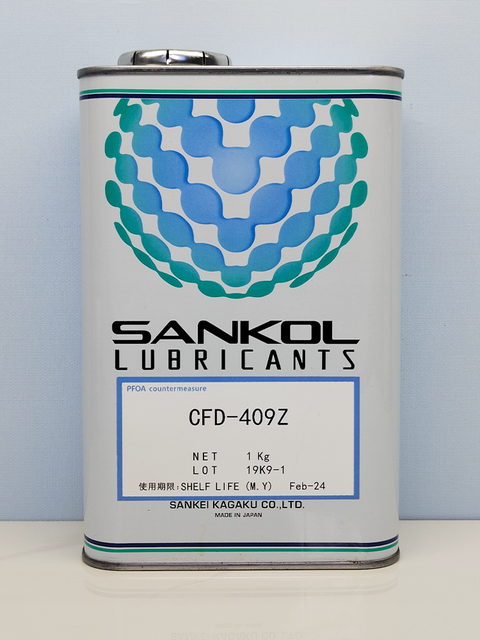 SANKOL
LUBRICANTS
PFOA countermeasure
CFD-409Z
NET 1 Kg
LOT 19K9-1
使用期限:SHELF LIFE (M.Y) Feb-24
SANKEI KAGAKU CO.,LTD.
MADE IN JAPAN